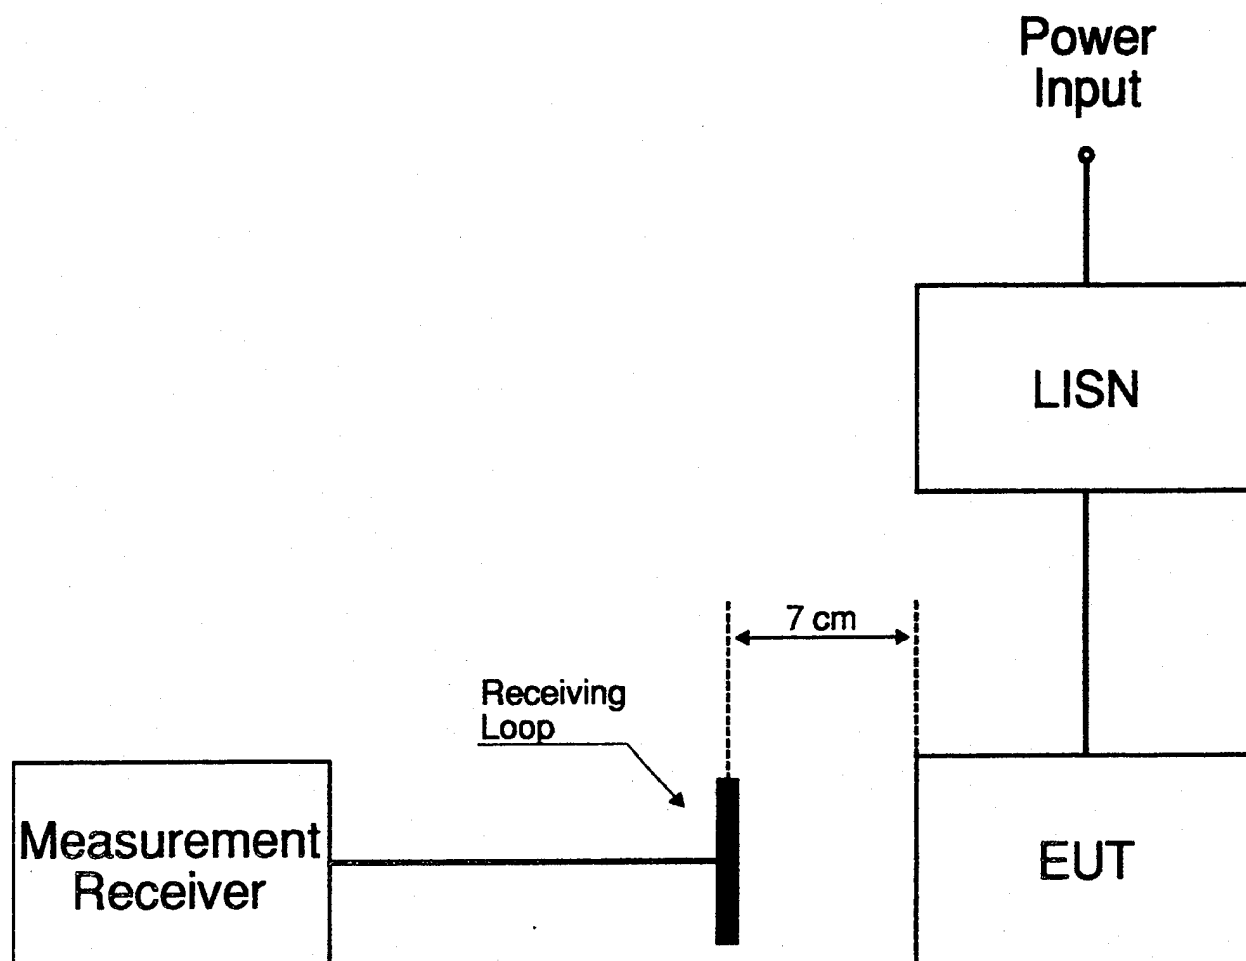 Power
Input
LISN
7 cm
Receiving
Loop
Measurement
Receiver
EUT